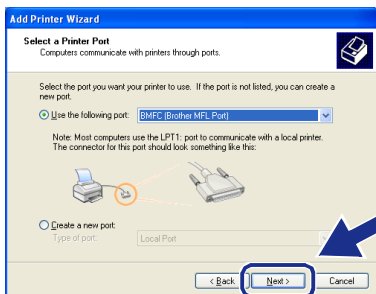 Add Printer Wizard
Select a Printer Port
Computers communicate with printers through ports.
Select the port you want your printer to use. If the port is not listed, you can create a
new port.
Use the following port: BMFC (Brother MFL Port)
Note: Most computers use the LPT1: port to communicate with a local printer.
The connector for this port should look something like this:
Create a new port:
Type of port: Local Port
< Back Next > Cancel